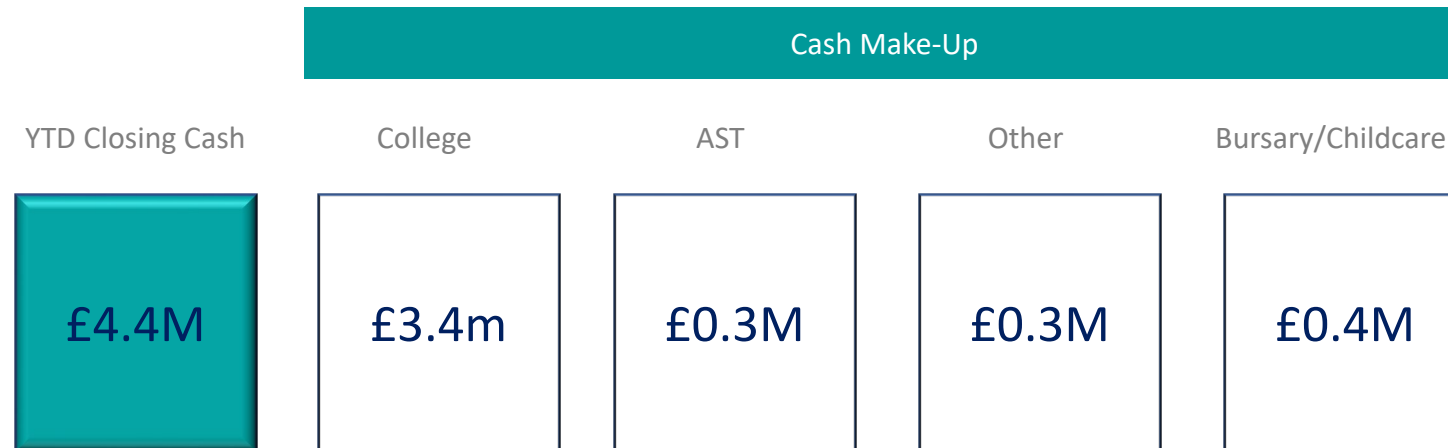 Cash Make-Up
YTD Closing Cash College AST Other Bursary/Childcare
£4.4M £3.4m £0.3M £0.3M £0.4M